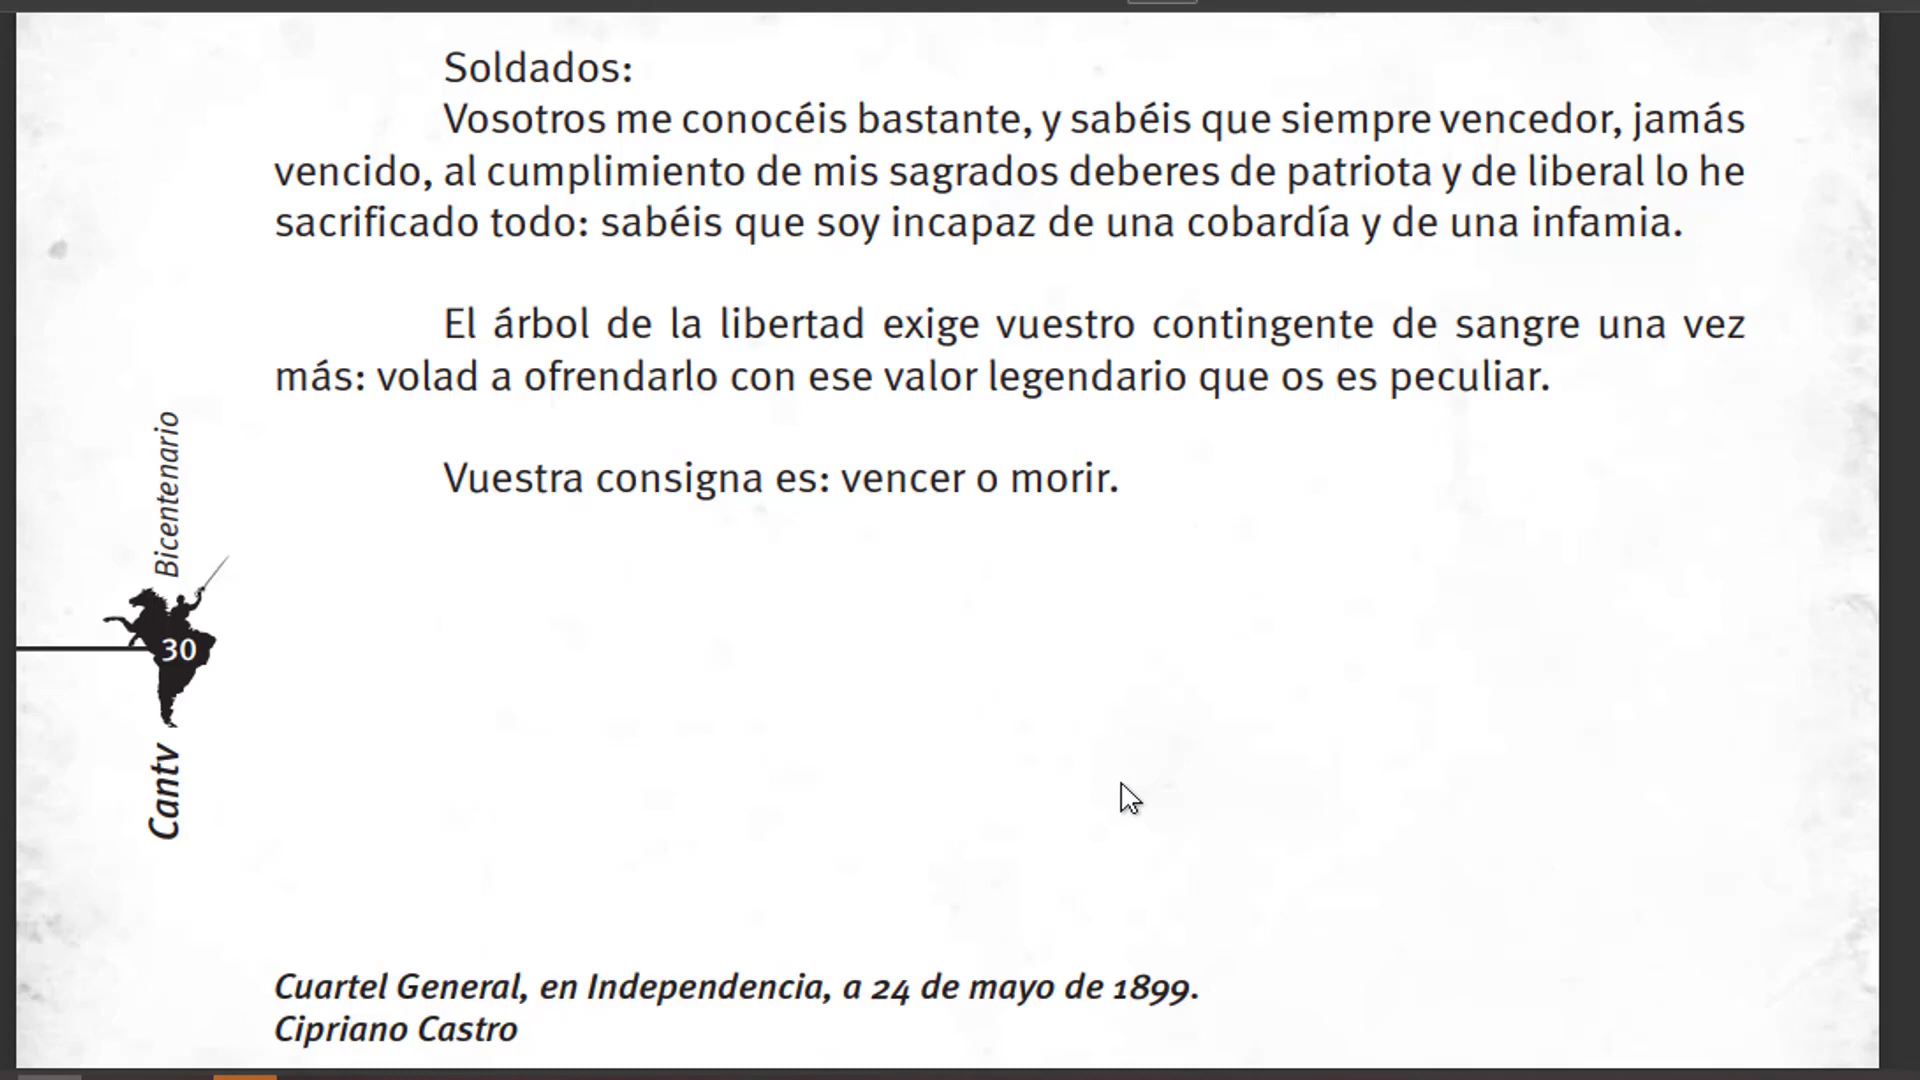 Soldados:
Vosotros me conocéis bastante, y sabéis que siempre vencedor, jamás
vencido, al cumplimiento de mis sagrados deberes de patriota y de liberal lo he
sacrificado todo: sabéis que soy incapaz de una cobardía y de una infamia.
El árbol de la libertad exige vuestro contingente de sangre una vez
más: volad a ofrendarlo con ese valor legendario que os es peculiar.
Vuestra consigna es: vencer o morir.
Bicentenario
30
Cantv
Cuartel General, en Independencia, a 24 de mayo de 1899.
Cipriano Castro